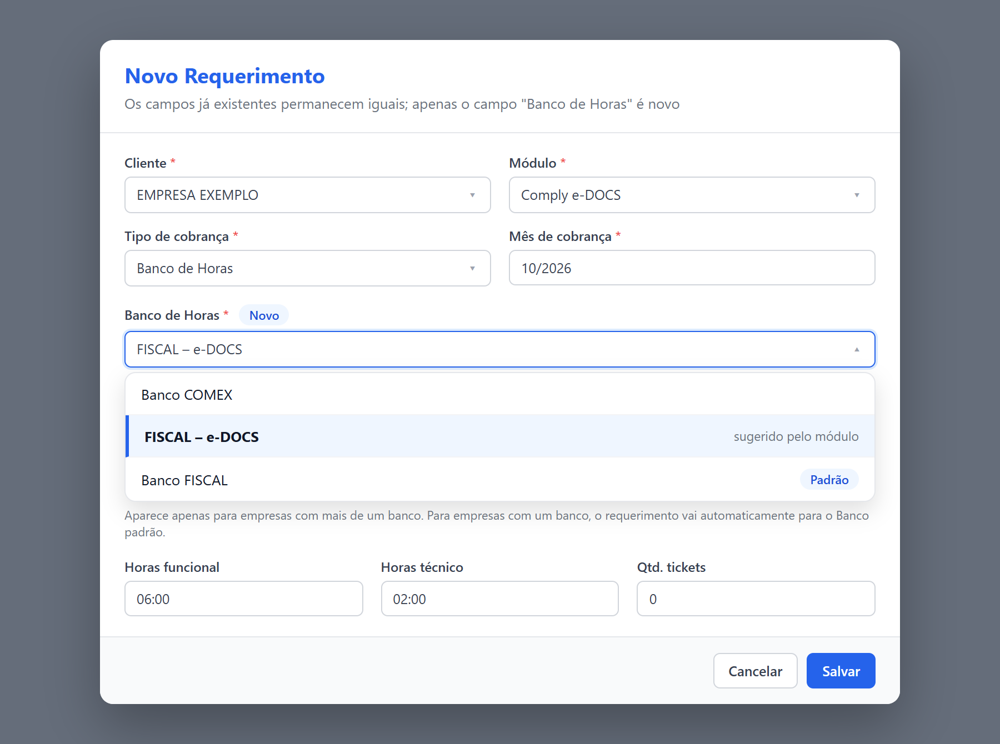 Novo Requerimento
Os campos já existentes permanecem iguais; apenas o campo "Banco de Horas" é novo
Cliente *
Módulo *
EMPRESA EXEMPLO
Comply e-DOCS
Tipo de cobrança *
Mês de cobrança *
Banco de Horas
10/2026
Banco de Horas * Novo
FISCAL – e-DOCS
Banco COMEX
FISCAL – e-DOCS sugerido pelo módulo
Banco FISCAL Padrão
Aparece apenas para empresas com mais de um banco. Para empresas com um banco, o requerimento vai automaticamente para o Banco
padrão.
Horas funcional
Horas técnico
Qtd. tickets
06:00
02:00
0
Cancelar
Salvar